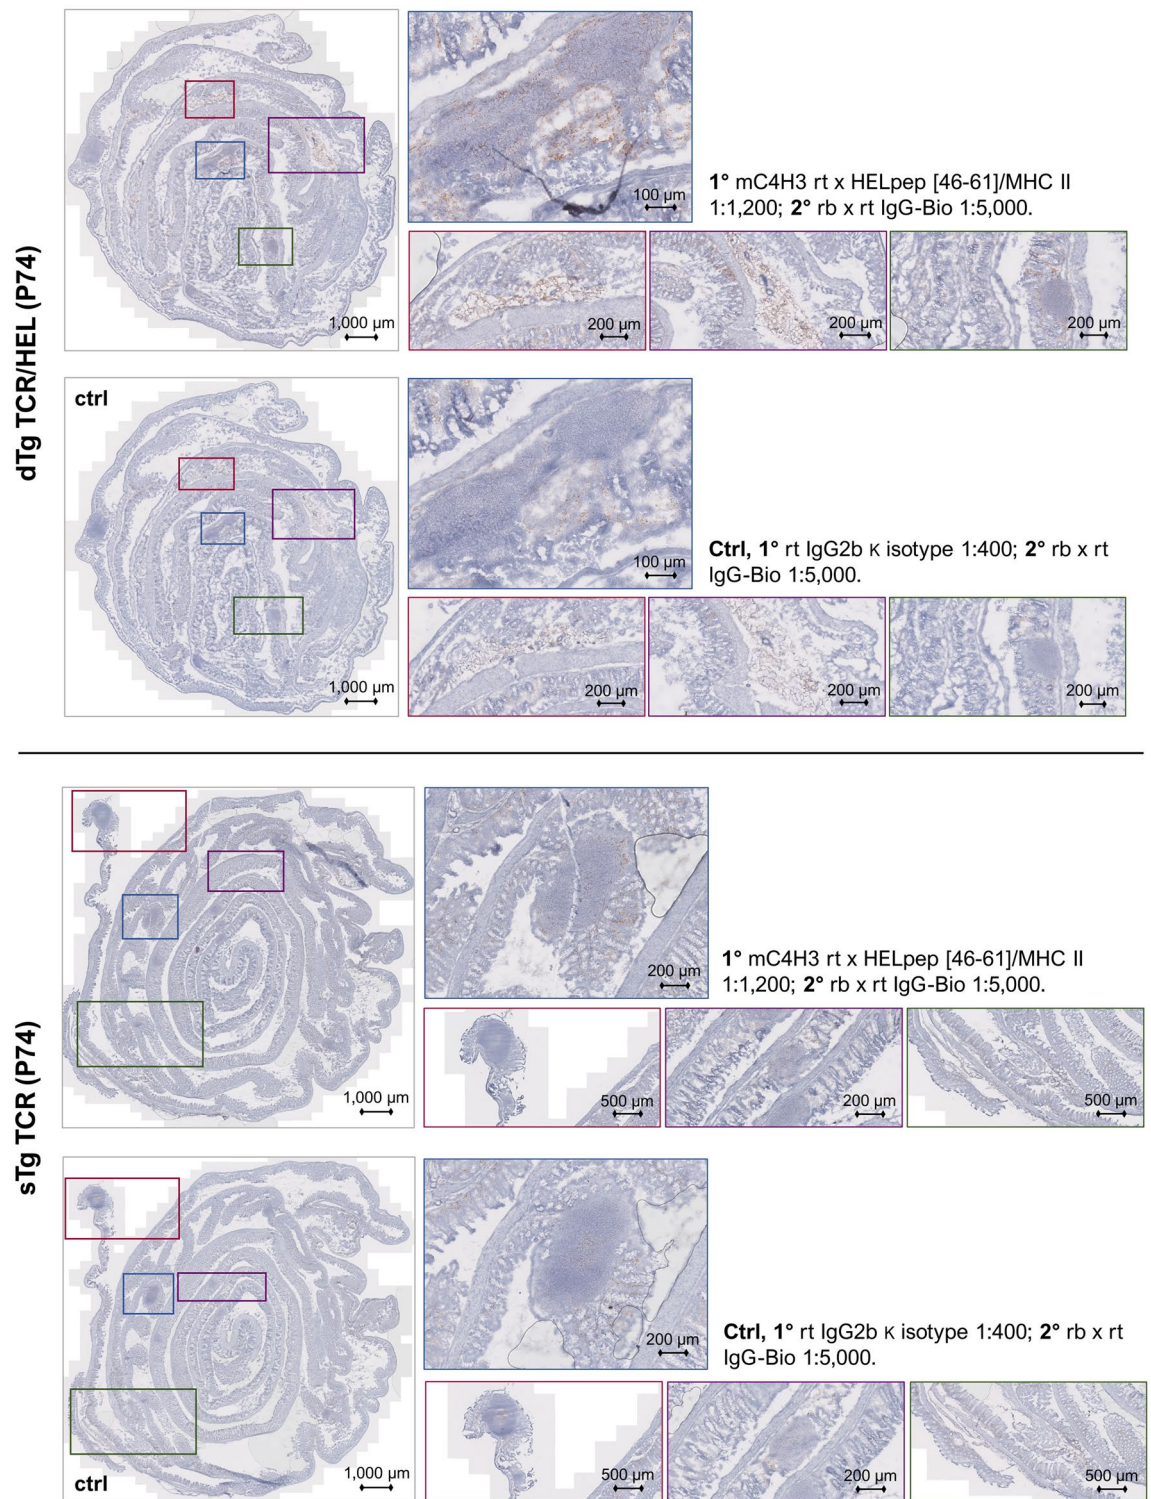 dTg TCR/HEL (P74)
1,000 µm
100 µm
1° mC4H3 rt x HELpep [46-61]/MHC II
1:1,200; 2° rb x rt IgG-Bio 1:5,000.
200 µm
200 µm
200 µm
ctrl
1,000 µm
100 µm
Ctrl, 1° rt IgG2b κ isotype 1:400; 2° rb x rt
IgG-Bio 1:5,000.
200 µm
200 µm
200 µm
sTg TCR (P74)
1,000 µm
200 µm
1° mC4H3 rt x HELpep [46-61]/MHC II
1:1,200; 2° rb x rt IgG-Bio 1:5,000.
500 µm
200 µm
500 µm
ctrl
1,000 µm
200 µm
Ctrl, 1° rt IgG2b κ isotype 1:400; 2° rb x rt
IgG-Bio 1:5,000.
500 µm
200 µm
500 µm